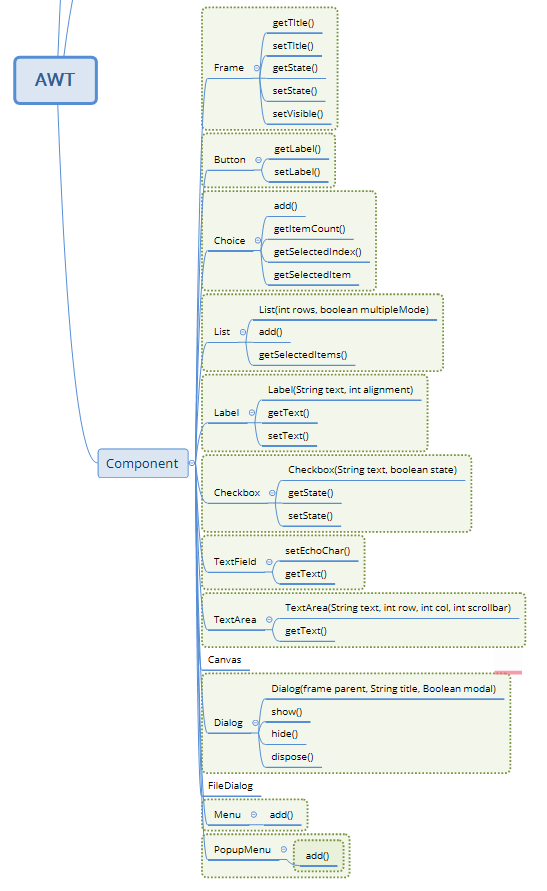 AWT
Component
Frame
getTitle()
setTitle()
getState()
setState()
setVisible()
Button
getLabel()
setLabel()
Choice
add()
getItemCount()
getSelectedIndex()
getSelectedItem
List
List(int rows, boolean multipleMode)
add()
getSelectedItems()
Label
Label(String text, int alignment)
getText()
setText()
Checkbox
Checkbox(String text, boolean state)
getState()
setState()
TextField
setEchoChar()
getText()
TextArea
TextArea(String text, int row, int col, int scrollbar)
getText()
Canvas
Dialog
Dialog(frame parent, String title, Boolean modal)
show()
hide()
dispose()
FileDialog
Menu
add()
PopupMenu
add()